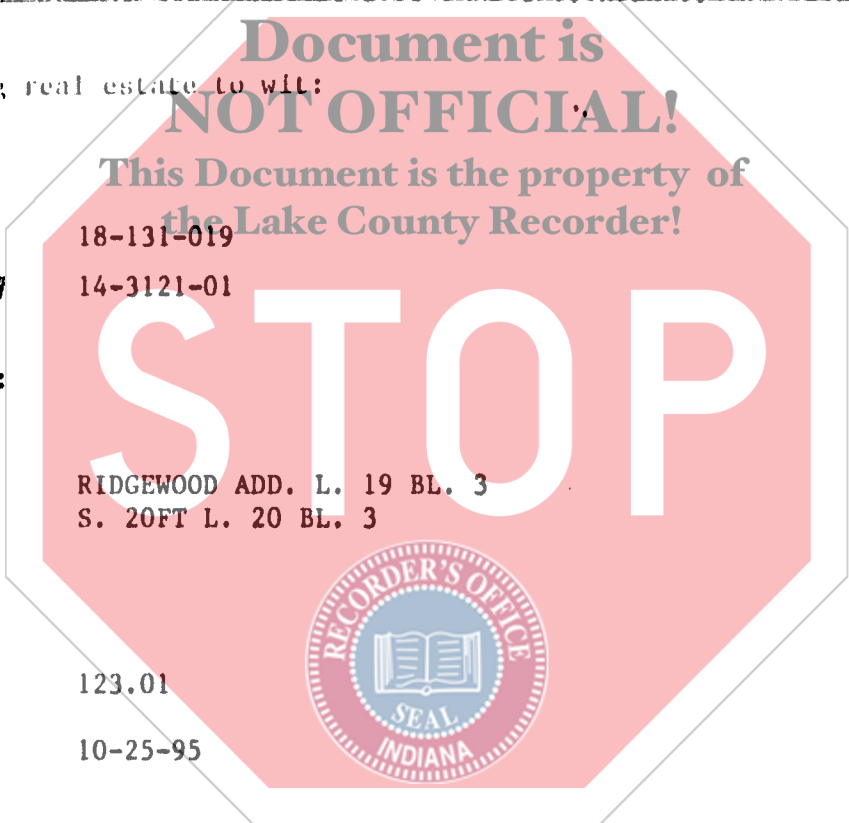 Document is
real estate to wit:
NOT OFFICIAL!
This Document is the property of
the Lake County Recorder!
18-131-019
14-3121-01
STOP
RIDGEWOOD ADD. L. 19 BL. 3
S. 20FT L. 20 BL. 3
RECORDER'S OFFICE
SEAL
INDIANA
123.01
10-25-95